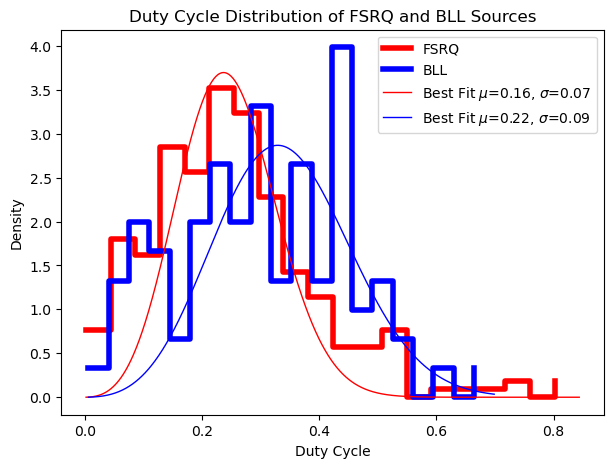 Duty Cycle Distribution of FSRQ and BLL Sources
FSRQ
BLL
Best Fit μ=0.16, σ=0.07
Best Fit μ=0.22, σ=0.09
Density
4.0
3.5
3.0
2.5
2.0
1.5
1.0
0.5
0.0
0.0 0.2 0.4 0.6 0.8
Duty Cycle